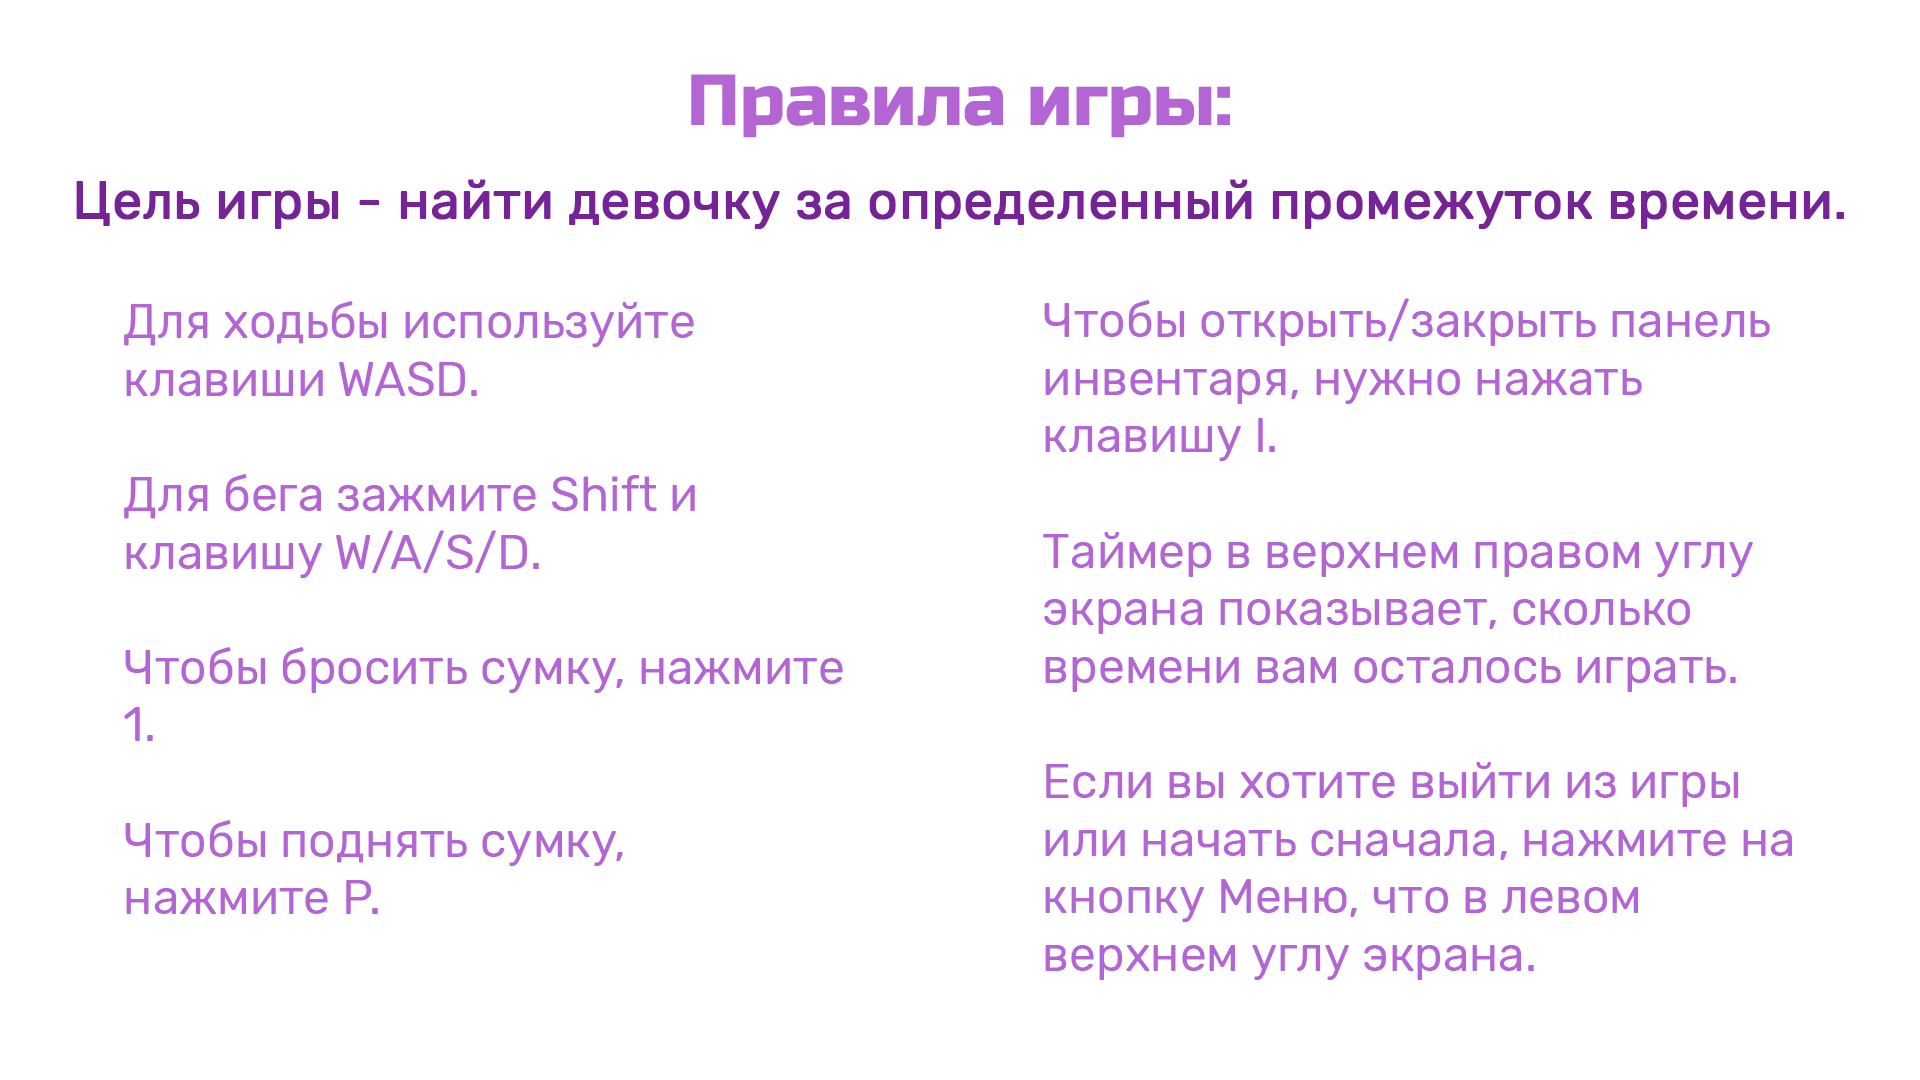 Правила игры:
Цель игры - найти девочку за определенный промежуток времени.
Для ходьбы используйте
клавиши WASD.
Для бега зажмите Shift и
клавишу W/A/S/D.
Чтобы бросить сумку, нажмите
1.
Чтобы поднять сумку,
нажмите P.
Чтобы открыть/закрыть панель
инвентаря, нужно нажать
клавишу I.
Таймер в верхнем правом углу
экрана показывает, сколько
времени вам осталось играть.
Если вы хотите выйти из игры
или начать сначала, нажмите на
кнопку Меню, что в левом
верхнем углу экрана.